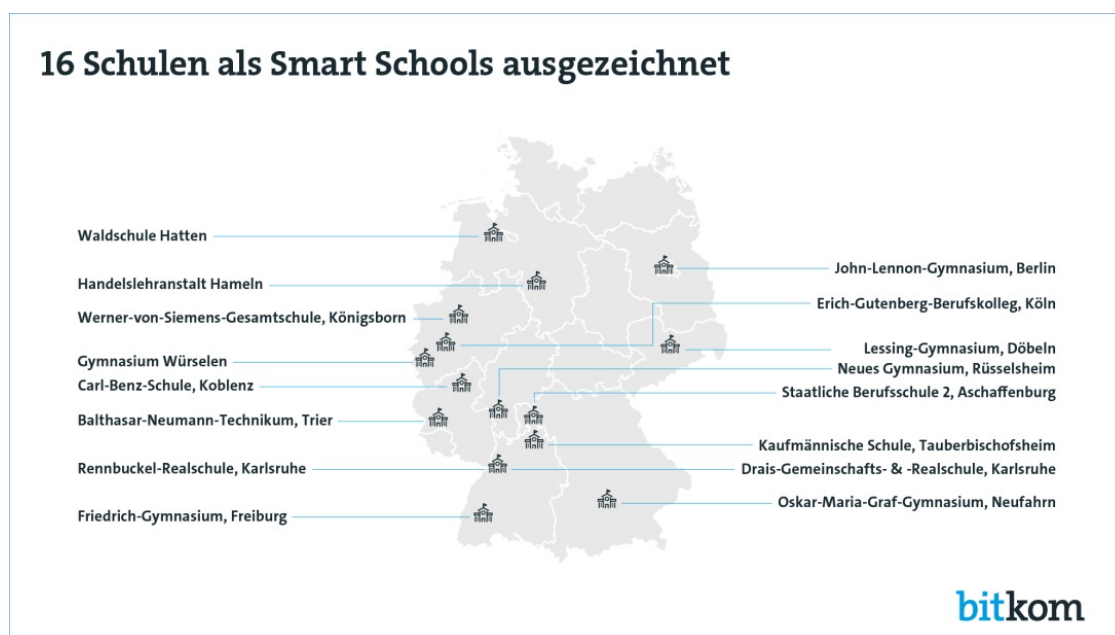 16 Schulen als Smart Schools ausgezeichnet
Waldschule Hatten
Handelslehranstalt Hameln
Werner-von-Siemens-Gesamtschule, Königsborn
Gymnasium Würselen
Carl-Benz-Schule, Koblenz
Balthasar-Neumann-Technikum, Trier
Rennbuckel-Realschule, Karlsruhe
Friedrich-Gymnasium, Freiburg
John-Lennon-Gymnasium, Berlin
Erich-Gutenberg-Berufskolleg, Köln
Lessing-Gymnasium, Döbeln
Neues Gymnasium, Rüsselsheim
Staatliche Berufsschule 2, Aschaffenburg
Kaufmännische Schule, Tauberbischofsheim
Drais-Gemeinschafts- & -Realschule, Karlsruhe
Oskar-Maria-Graf-Gymnasium, Neufahrn
bitkom